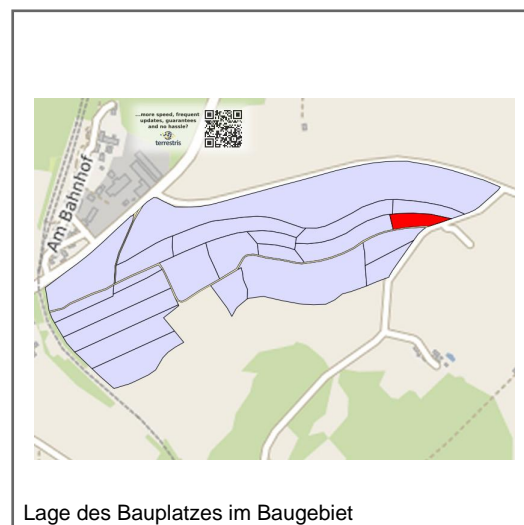 ...more speed, frequent
updates, guarantees
and no hassle?
terrestris
Am Bahnhof
Lage des Bauplatzes im Baugebiet